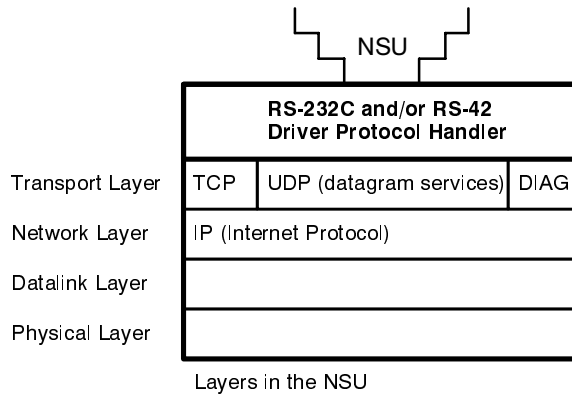 NSU
RS-232C and/or RS-42
Driver Protocol Handler
Transport Layer TCP UDP (datagram services) DIAG
Network Layer IP (Internet Protocol)
Datalink Layer
Physical Layer
Layers in the NSU